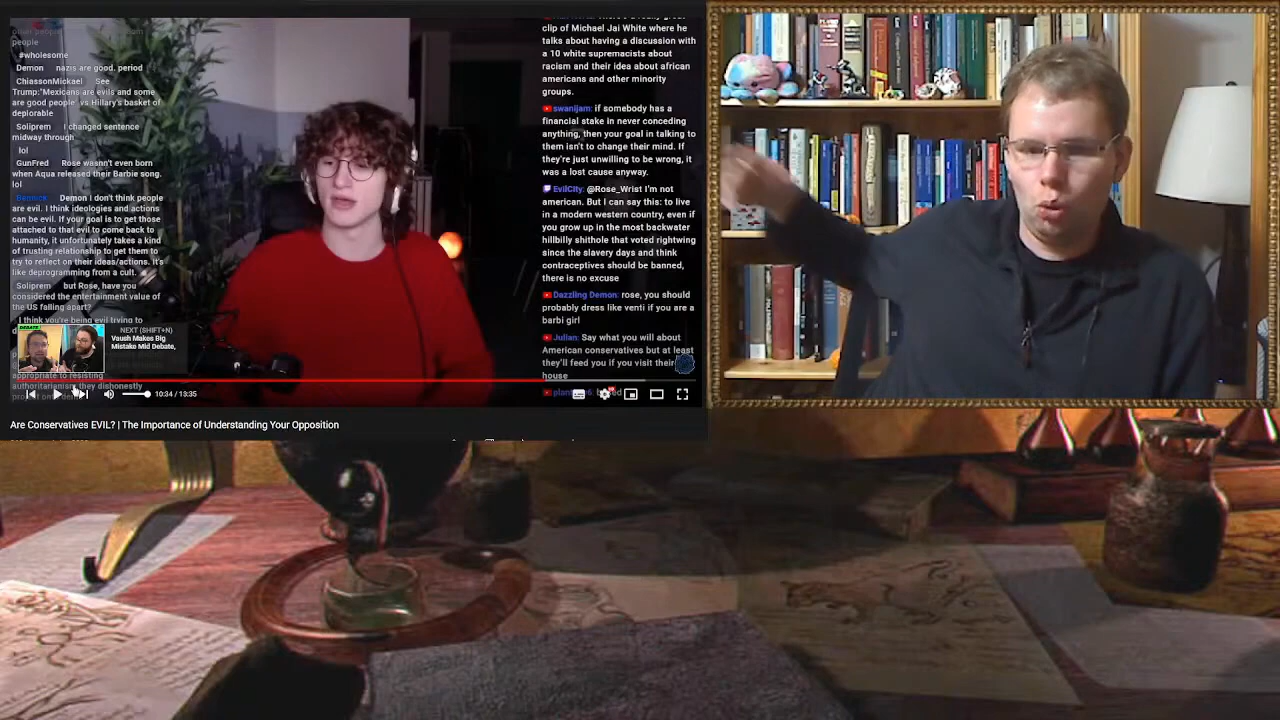 people
#wholesome
Demon nazis are good. period
ChiassonMickael See
Trump:'Mexicans are evils and some
are good people' vs Hillary's basket of
deplorable
Soliprem I changed sentence
midway through
lol
GunFred Rose wasn't even born
when Aqua released their Barbie song.
lol
Demon I don't think people
are evil. I think ideologies and actions
can be evil. If your goal is to get those
attached to that evil to come back to
humanity, it unfortunately takes a kind
of trusting relationship to get them to
try to reflect on their ideas/actions. It's
like deprogramming from a cult.
Soliprem but Rose, have you
considered the entertainment value of
the US falling apart?
I think you're being evil trying to
DEBATE
NEXT (SHIFT+N)
Vaush Makes Big
Mistake Mid Debate,
appropriate to resisting
authoritarianism, they dishonestly
clip of Michael Jai White where he
talks about having a discussion with
a 10 white supremacists about
racism and their idea about african
americans and other minority
groups.
swanijam: if somebody has a
financial stake in never conceding
anything, then your goal in talking to
them isn't to change their mind. If
they're just unwilling to be wrong, it
was a lost cause anyway.
EvilCity: @Rose_Wrist I'm not
american. But I can say this: to live
in a modern western country, even if
you grow up in the most backwater
hillbilly shithole that voted rightwing
since the slavery days and think
contraceptives should be banned,
there is no excuse
Dazzling Demon: rose, you should
probably dress like venti if you are a
barbi girl
Julian: Say what you will about
American conservatives but at least
they'll feed you if you visit their
house
10:34 / 13:35
Are Conservatives EVIL? | The Importance of Understanding Your Opposition